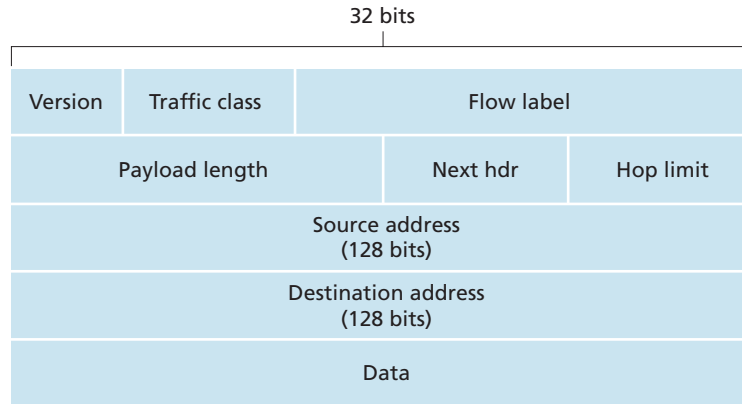 32 bits
Version Traffic class Flow label
Payload length Next hdr Hop limit
Source address
(128 bits)
Destination address
(128 bits)
Data